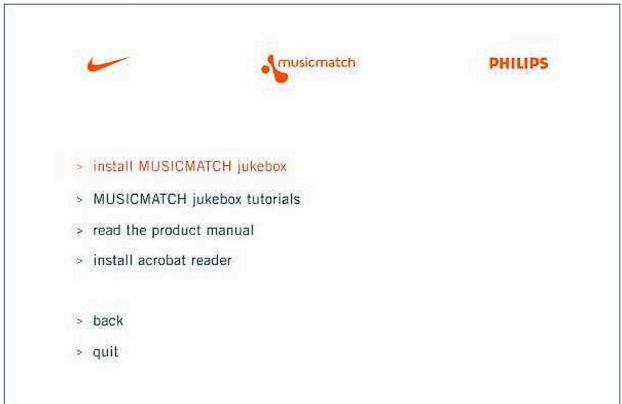 musicmatch
PHILIPS
> install MUSICMATCH jukebox
> MUSICMATCH jukebox tutorials
> read the product manual
> install acrobat reader
> back
> quit